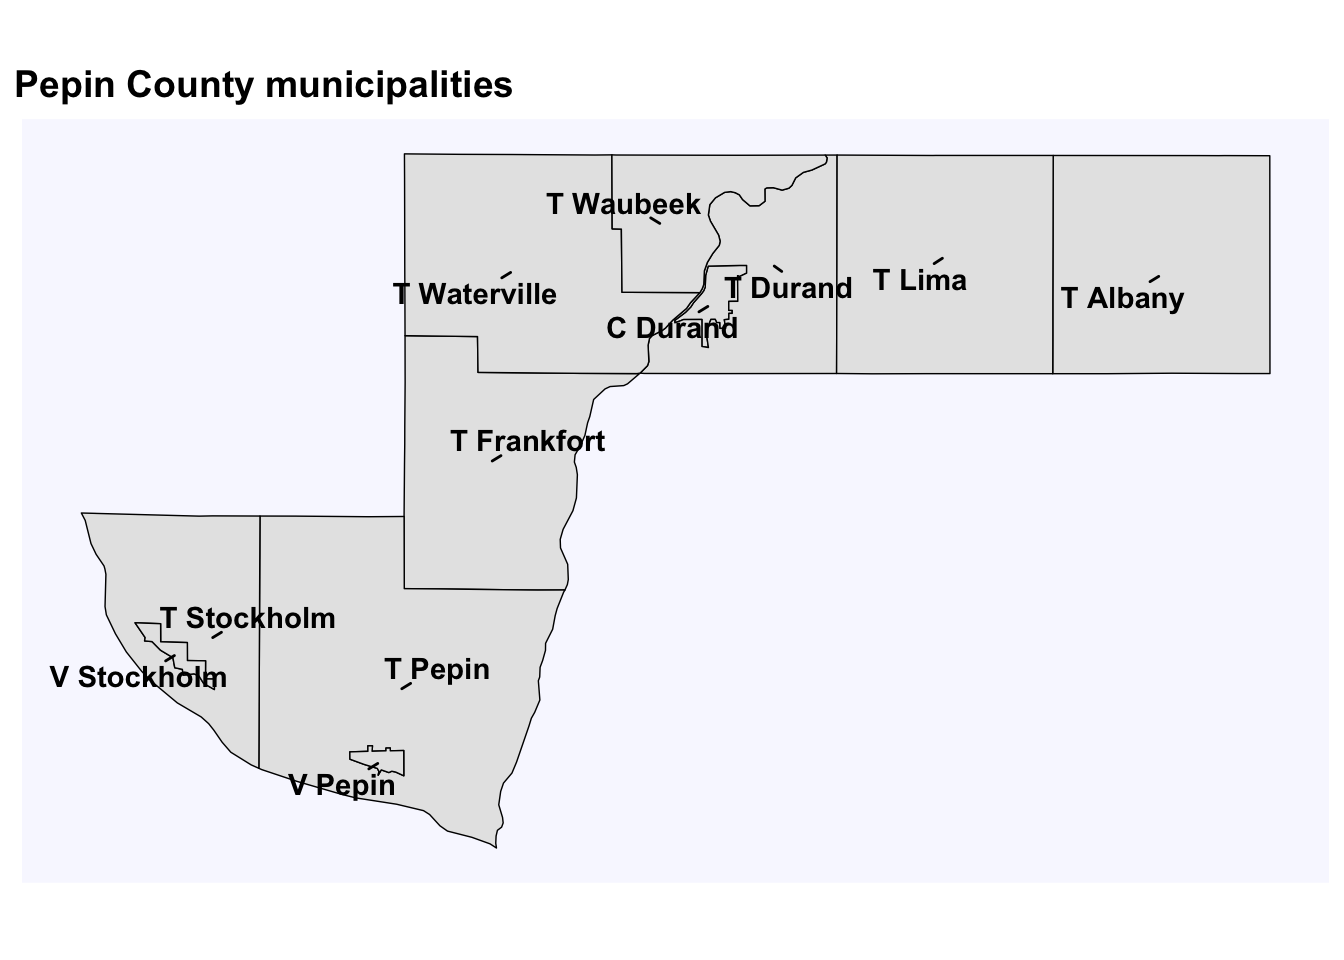 Pepin County municipalities
T Waubeek
T Waterville
T Durand
T Lima
T Albany
C Durand
T Frankfort
T Stockholm
V Stockholm
T Pepin
V Pepin